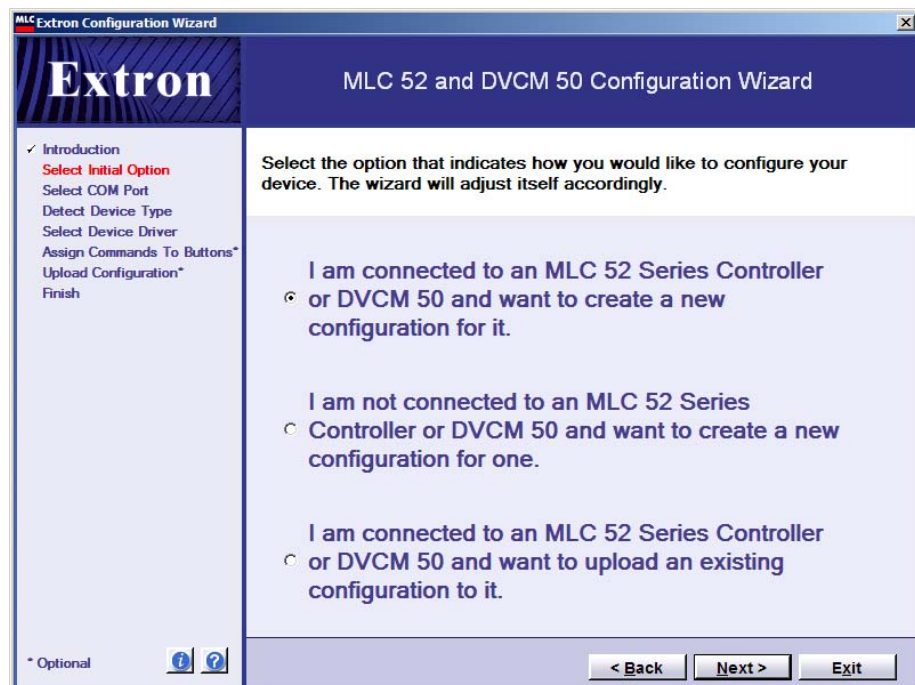 MLC Extron Configuration Wizard
Extron
MLC 52 and DVCM 50 Configuration Wizard
✓ Introduction
Select Initial Option
Select COM Port
Detect Device Type
Select Device Driver
Assign Commands To Buttons*
Upload Configuration*
Finish
Select the option that indicates how you would like to configure your
device. The wizard will adjust itself accordingly.
I am connected to an MLC 52 Series Controller
or DVCM 50 and want to create a new
configuration for it.
I am not connected to an MLC 52 Series
Controller or DVCM 50 and want to create a new
configuration for one.
I am connected to an MLC 52 Series Controller
or DVCM 50 and want to upload an existing
configuration to it.
* Optional
i ?
< Back Next > Exit